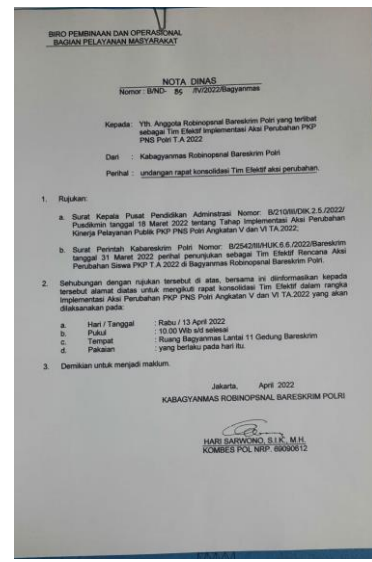 BIRO PEMBINAAN DAN OPERASIONAL
BAGIAN PELAYANAN MASYARAKAT
NOTA DINAS
Nomor : B/ND- 85 /IV/2022/Bagyanmas
Kepada: Yth. Anggota Robinopsnal Bareskrim Polri yang terlibat
sebagai Tim Efektif Implementasi Aksi Perubahan PKP
PNS Polri T.A 2022
Dari : Kabagyanmas Robinopsnal Bareskrim Polri
Perihal : undangan rapat konsolidasi Tim Efektif aksi perubahan.
1. Rujukan:
a. Surat Kepala Pusat Pendidikan Adminstrasi Nomor: B/210/III/DIK.2.5./2022/
Pusdikmin tanggal 18 Maret 2022 tentang Tahap Implementasi Aksi Perubahan
Kinerja Pelayanan Publik PKP PNS Polri Angkatan V dan VI TA.2022;
b. Surat Perintah Kabareskrim Polri Nomor: B/2542/III/HUK.6.6./2022/Bareskrim
tanggal 31 Maret 2022 perihal penunjukan sebagai Tim Efektif Rencana Aksi
Perubahan Siswa PKP T.A 2022 di Bagyanmas Robinopsnal Bareskrim Polri.
2. Sehubungan dengan rujukan tersebut di atas, bersama ini diinformasikan kepada
tersebut alamat diatas untuk mengikuti rapat konsolidasi Tim Efektif dalam rangka
Implementasi Aksi Perubahan PKP PNS Polri Angkatan V dan VI TA.2022 yang akan
dilaksanakan pada:
a. Hari / Tanggal : Rabu / 13 April 2022
b. Pukul : 10.00 Wib s/d selesai
c. Tempat : Ruang Bagyanmas Lantai 11 Gedung Bareskrim
d. Pakaian : yang berlaku pada hari itu.
3. Demikian untuk menjadi maklum.
Jakarta, April 2022
KABAGYANMAS ROBINOPSNAL BARESKRIM POLRI
HARI SARWONO, S.I.K., M.H.
KOMBES POL NRP. 69090612